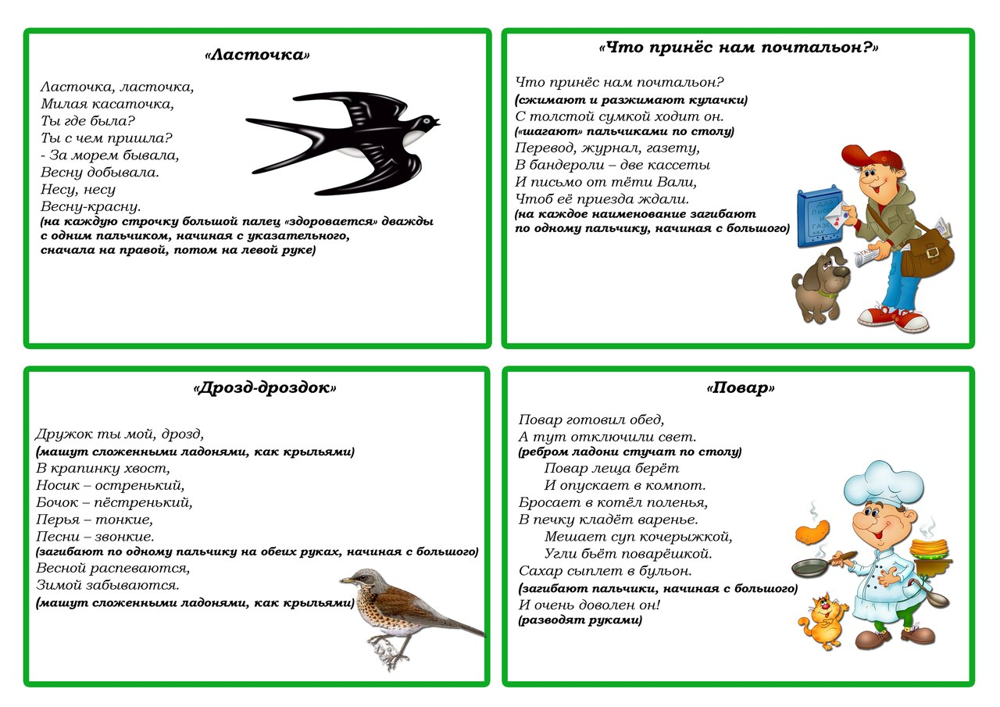 «Ласточка»
Ласточка, ласточка,
Милая касаточка,
Ты где была?
Ты с чем пришла?
- За морем бывала,
Весну добывала.
Несу, несу
Весну-красну.
(на каждую строчку большой палец «здоровается» дважды
с одним пальчиком, начиная с указательного,
сначала на правой, потом на левой руке)
«Что принёс нам почтальон?»
Что принёс нам почтальон?
(сжимают и разжимают кулачки)
С толстой сумкой ходит он.
(«шагают» пальчиками по столу)
Перевод, журнал, газету,
В бандероли – две кассеты
И письмо от тёти Вали,
Чтоб её приезда ждали.
(на каждое наименование загибают
по одному пальчику, начиная с большого)
ДЛЯ
ПИСЕ
И
ГАЗЕ
«Дрозд-дроздок»
Дружок ты мой, дрозд,
(машут сложенными ладонями, как крыльями)
В крапинку хвост,
Носик – остренький,
Бочок – пёстренький,
Перья – тонкие,
Песни – звонкие.
(загибают по одному пальчику на обеих руках, начиная с большого)
Весной распеваются,
Зимой забываются.
(машут сложенными ладонями, как крыльями)
«Повар»
Повар готовил обед,
А тут отключили свет.
(ребром ладони стучат по столу)
Повар леща берёт
И опускает в компот.
Бросает в котёл поленья,
В печку кладёт варенье.
Мешает суп кочерыжкой,
Угли бьёт поварёшкой.
Сахар сыплет в бульон.
(загибают пальчики, начиная с большого)
И очень доволен он!
(разводят руками)